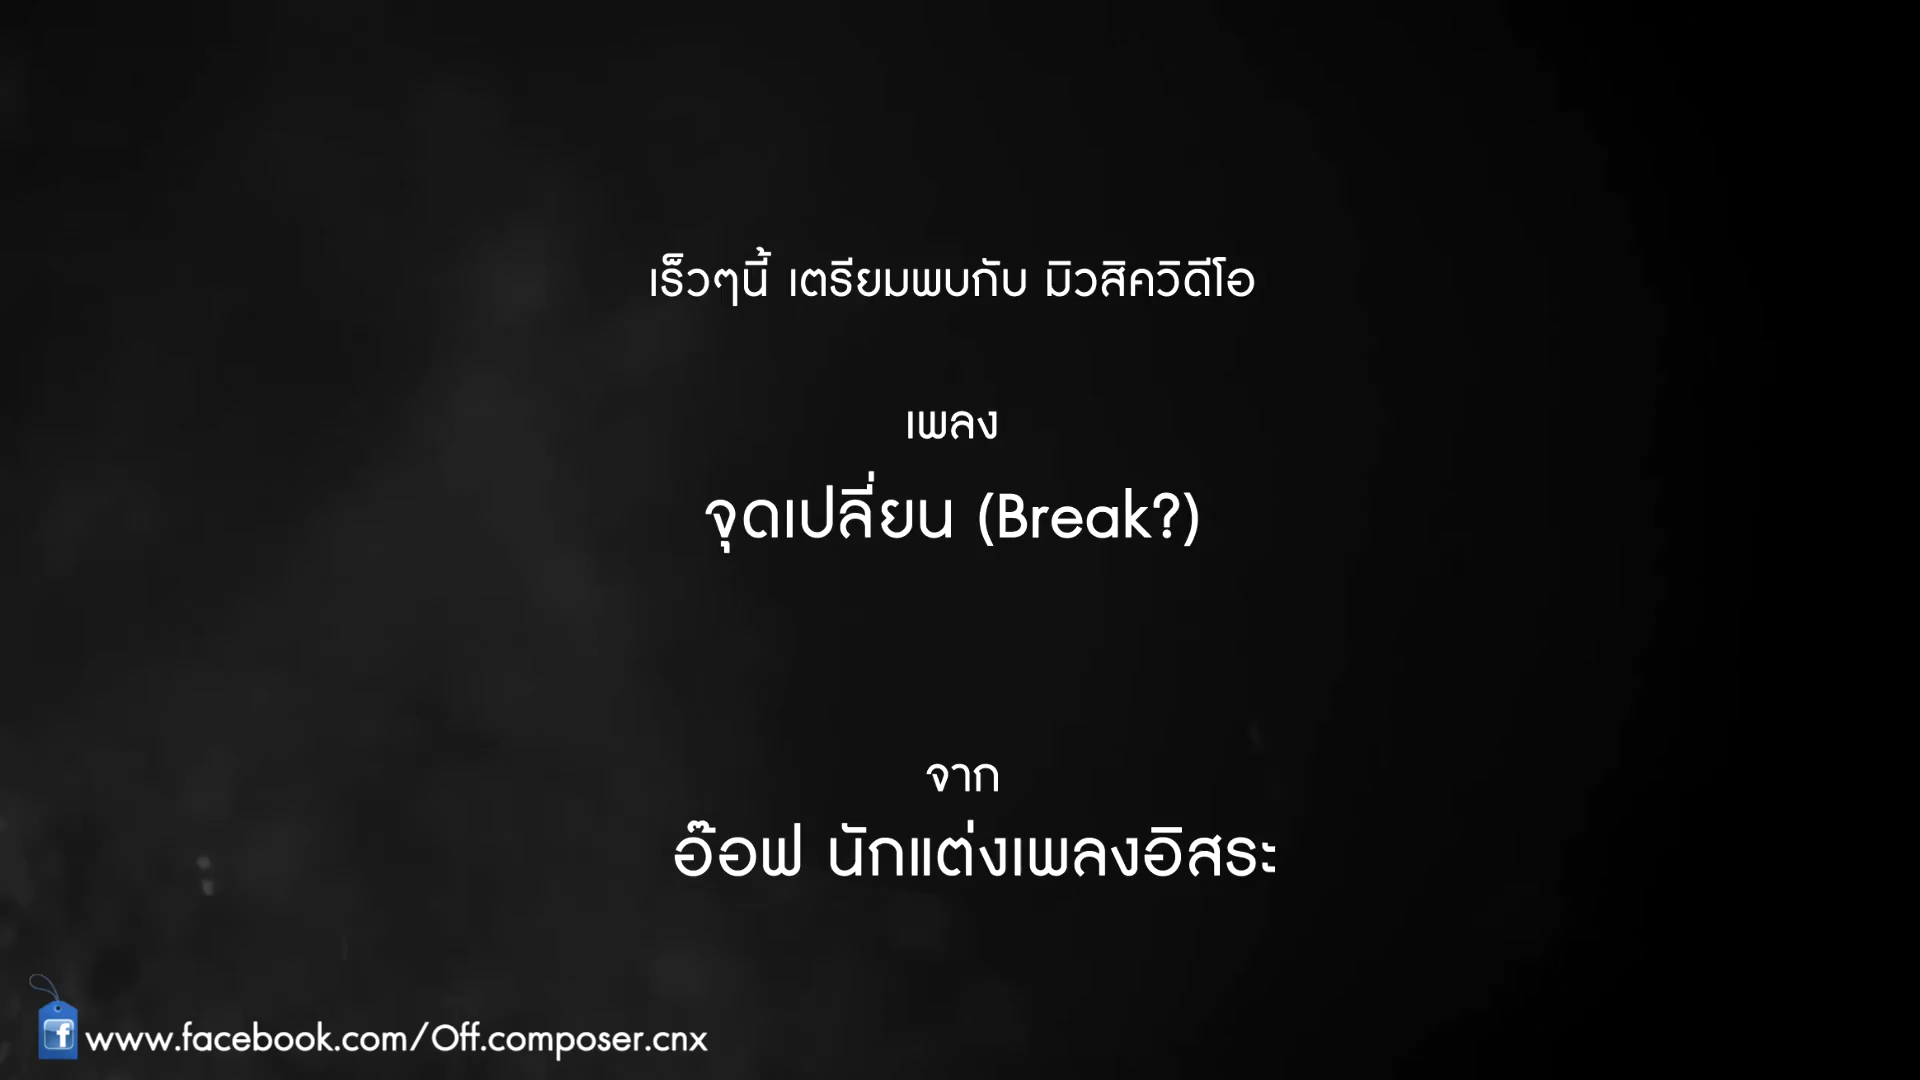 เร็วๆนี้ เตรียมพบกับ มิวสิควิดีโอ
เพลง
จุดเปลี่ยน (Break?)
จาก
อ๊อฟ นักแต่งเพลงอิสระ
www.facebook.com/Off.composer.cnx